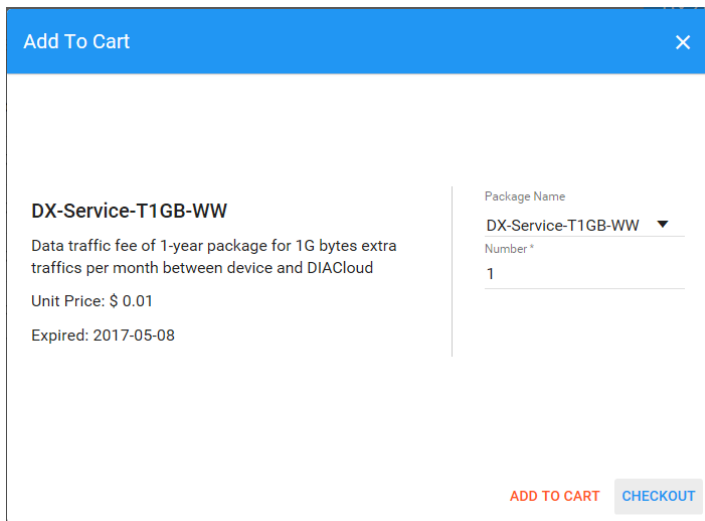 Add To Cart
DX-Service-T1GB-WW
Data traffic fee of 1-year package for 1G bytes extra
traffics per month between device and DIACloud
Unit Price: $ 0.01
Expired: 2017-05-08
Package Name
DX-Service-T1GB-WW
Number *
1
ADD TO CART CHECKOUT